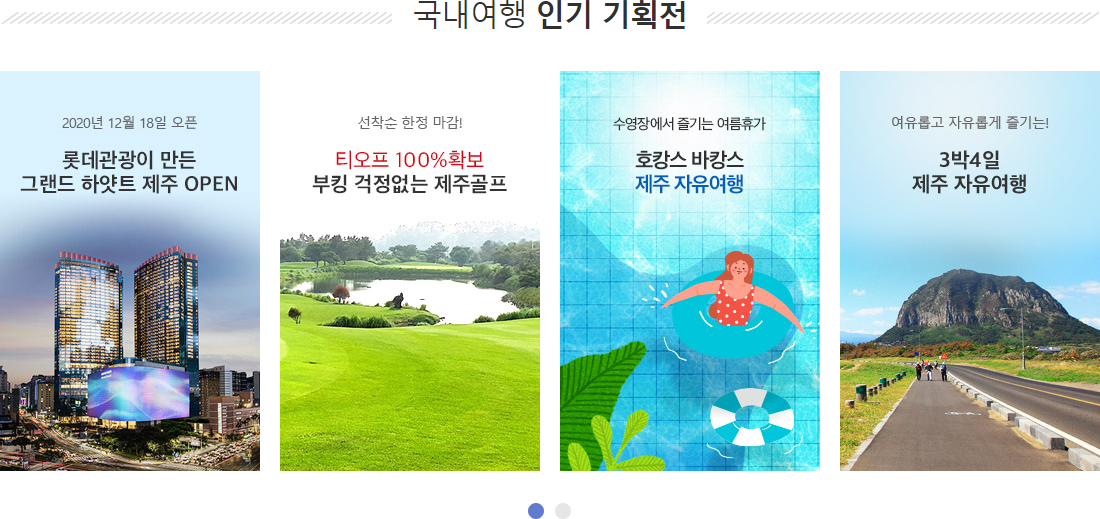 국내여행 인기 기획전
2020년 12월 18일 오픈
롯데관광이 만든
그랜드 하얏트 제주 OPEN
선착순 한정 마감!
티오프 100%확보
부킹 걱정없는 제주골프
수영장에서 즐기는 여름휴가
호캉스 바캉스
제주 자유여행
여유롭고 자유롭게 즐기는!
3박4일
제주 자유여행